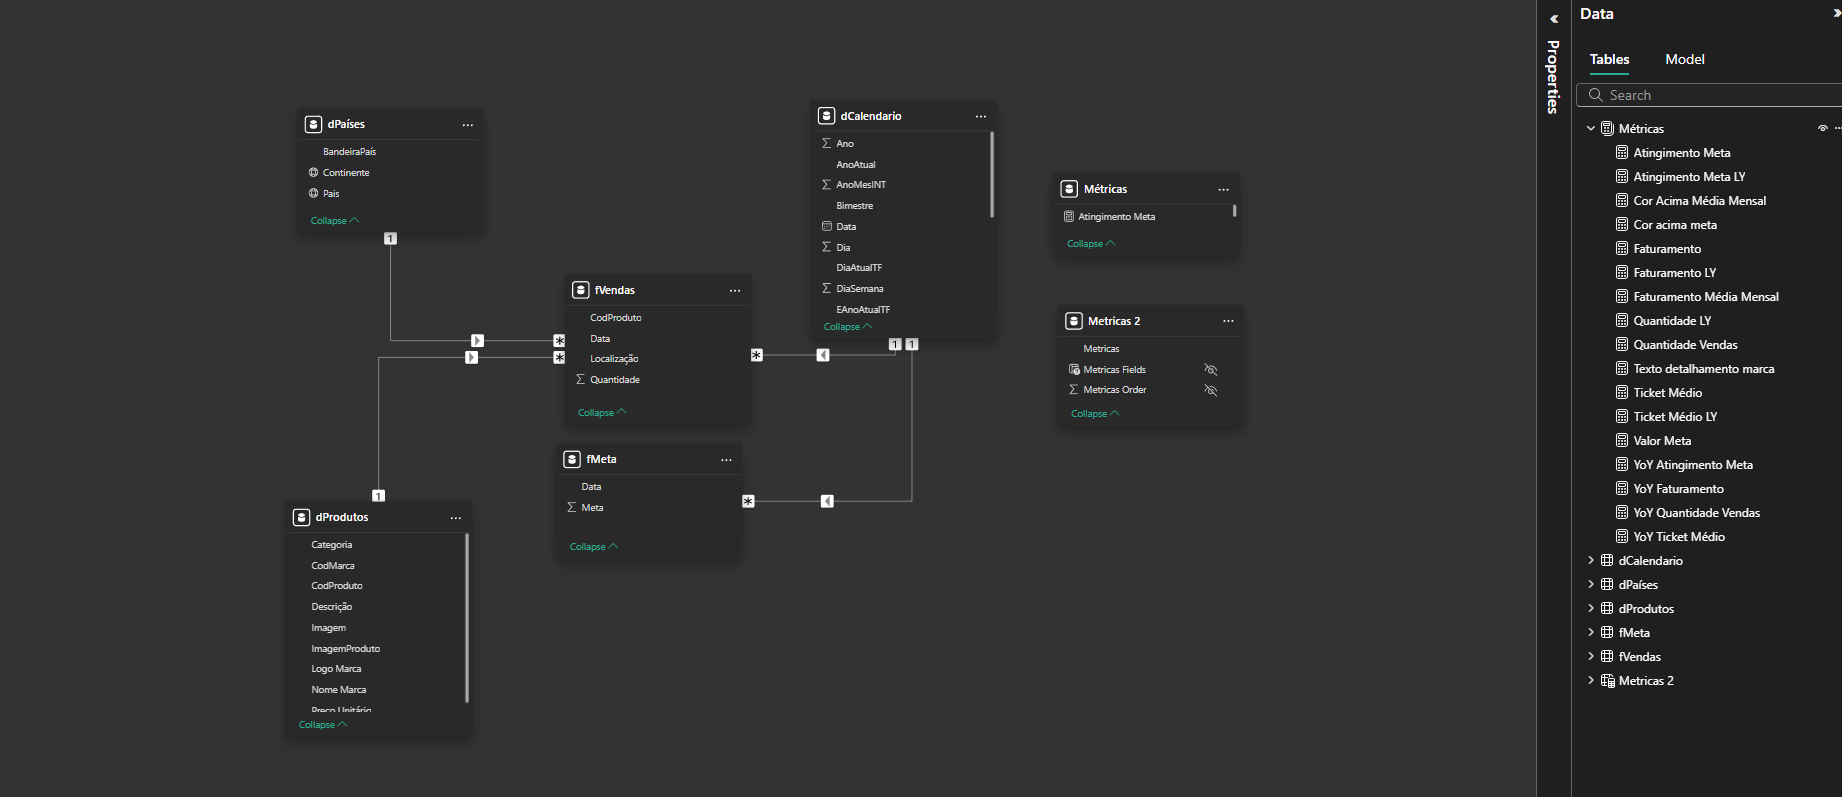 dPaíses
BandeiraPaís
Continente
Pais
Collapse
1
dCalendario
Ano
AnoAtual
AnoMesINT
Bimestre
Data
Dia
DiaAtualTF
DiaSemana
EAnoAtualTF
Collapse
1
1
Métricas
Atingimento Meta
Collapse
fVendas
CodProduto
Data
Localização
Quantidade
Collapse
*
*
*
Metricas 2
Metricas
Metricas Fields
Metricas Order
Collapse
fMeta
Data
Meta
Collapse
*
1
dProdutos
Categoria
CodMarca
CodProduto
Descrição
Imagem
ImagemProduto
Logo Marca
Nome Marca
Preço Unitário
Collapse
Properties
Data
Tables
Model
Search
Métricas
Atingimento Meta
Atingimento Meta LY
Cor Acima Média Mensal
Cor acima meta
Faturamento
Faturamento LY
Faturamento Média Mensal
Quantidade LY
Quantidade Vendas
Texto detalhamento marca
Ticket Médio
Ticket Médio LY
Valor Meta
YoY Atingimento Meta
YoY Faturamento
YoY Quantidade Vendas
YoY Ticket Médio
dCalendario
dPaíses
dProdutos
fMeta
fVendas
Metricas 2